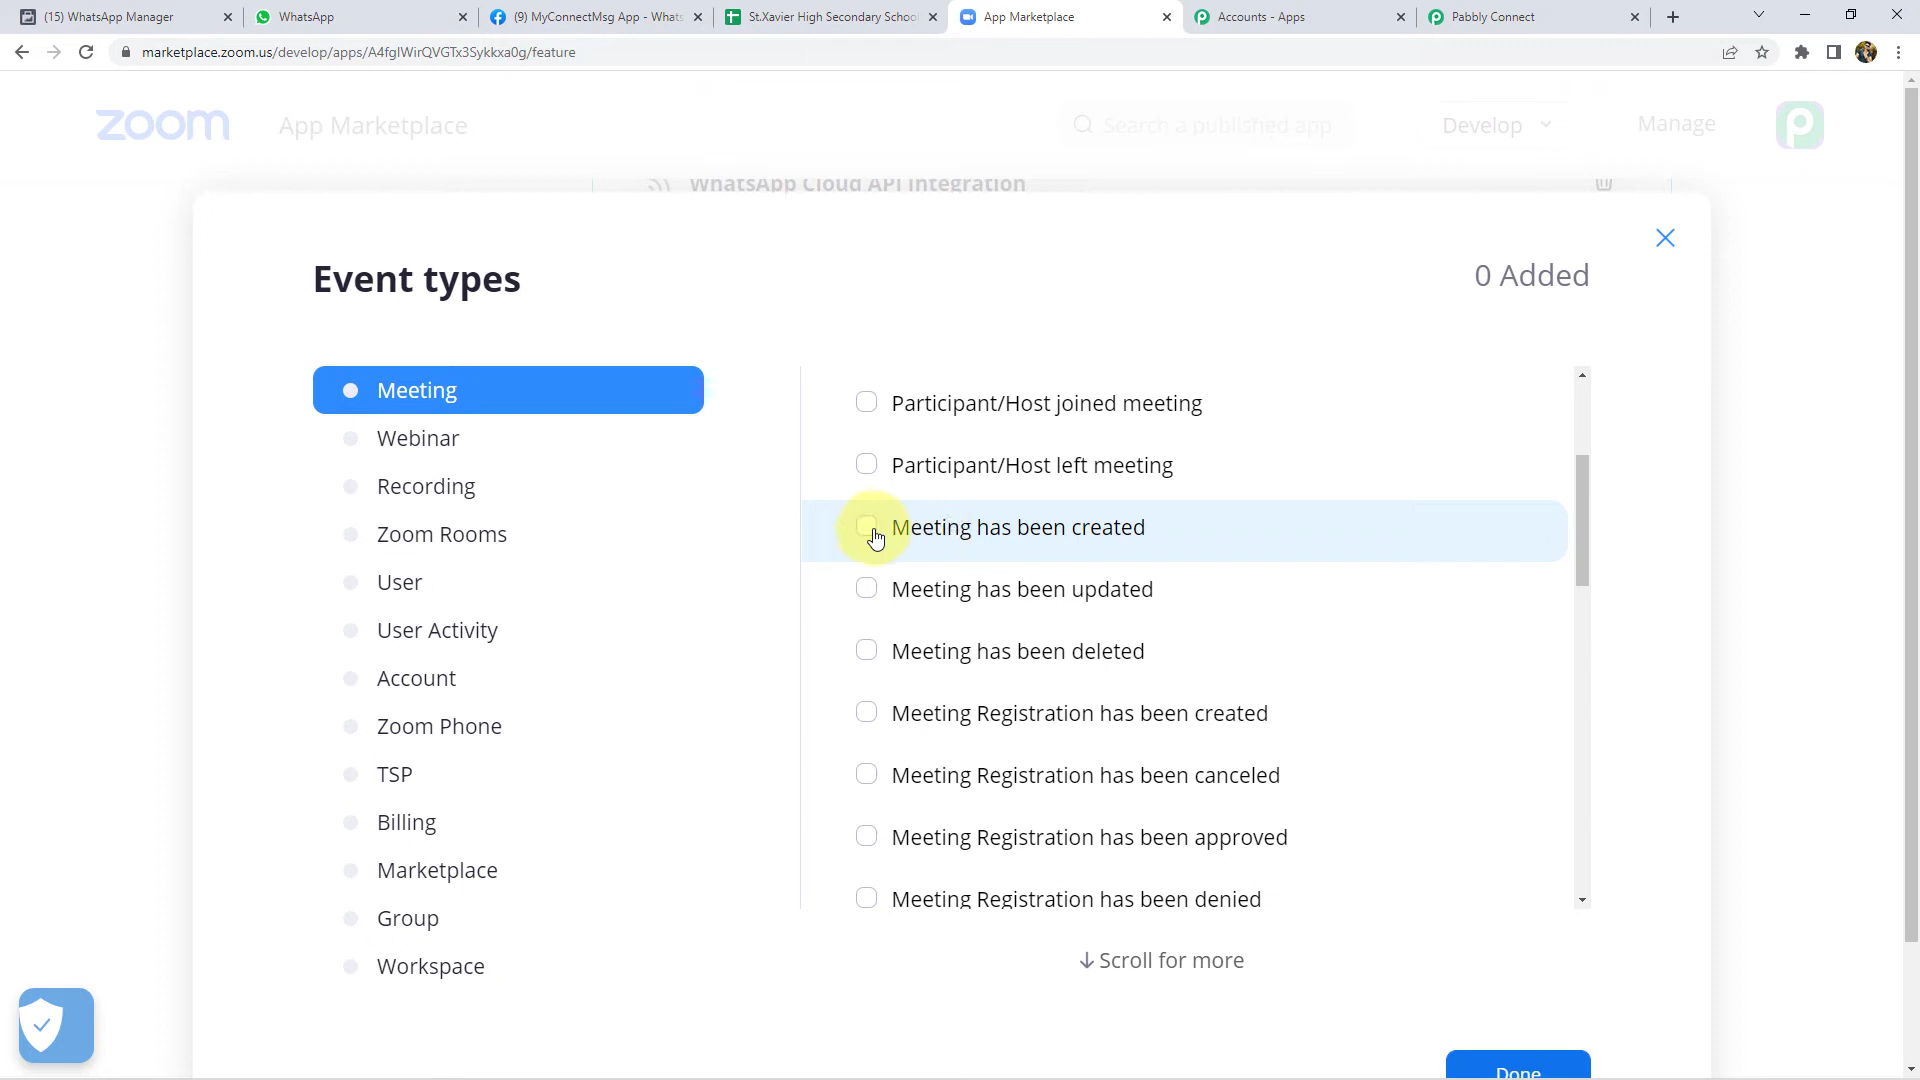 (15) WhatsApp Manager
WhatsApp
(9) MyConnectMsg App - Whats
St.Xavier High Secondary School
App Marketplace
Accounts - Apps
Pabbly Connect
marketplace.zoom.us/develop/apps/A4fglWirQVGTx3Sykkxa0g/feature
zoom
App Marketplace
Search a published app
Develop
Manage
WhatsApp Cloud API Integration
Event types
0 Added
Meeting
Webinar
Recording
Zoom Rooms
User
User Activity
Account
Zoom Phone
TSP
Billing
Marketplace
Group
Workspace
Participant/Host joined meeting
Participant/Host left meeting
Meeting has been created
Meeting has been updated
Meeting has been deleted
Meeting Registration has been created
Meeting Registration has been canceled
Meeting Registration has been approved
Meeting Registration has been denied
↓ Scroll for more
Done